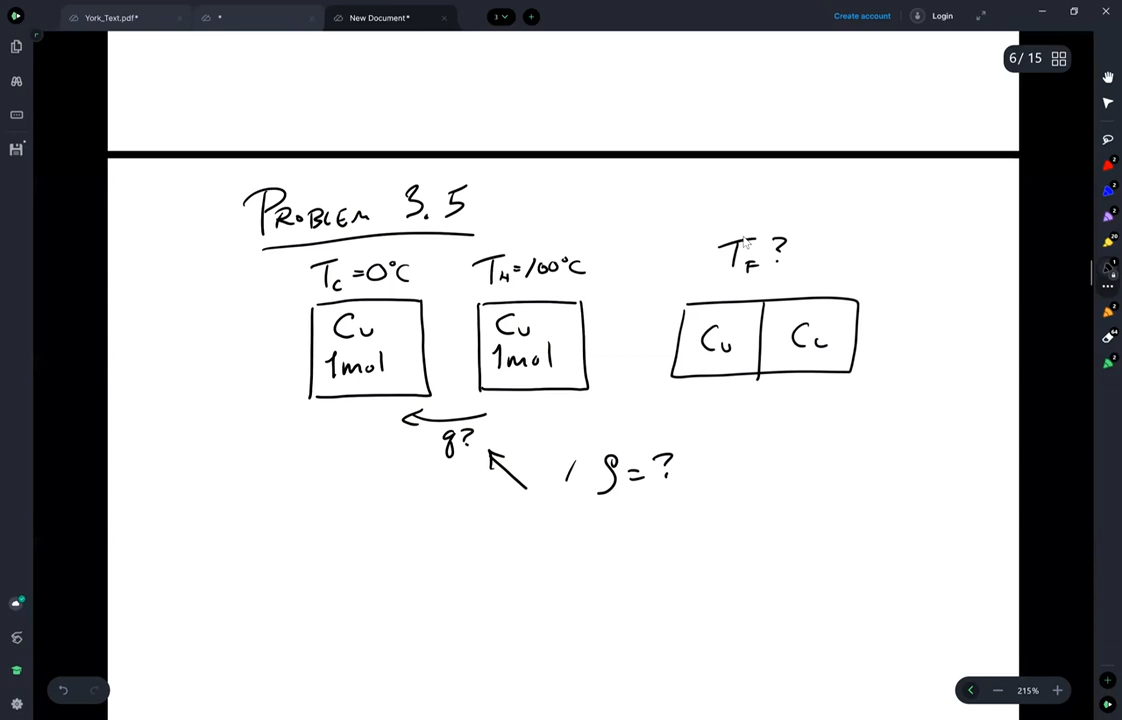 York_Text.pdf*
*
New Document*
3
Create account
Login
6/ 15
PROBLEM 3.5
Tc =0°C
TH=100°C
TF ?
Cu
1mol
Cu
1mol
Cu
Cu
q?
/ S = ?
215%